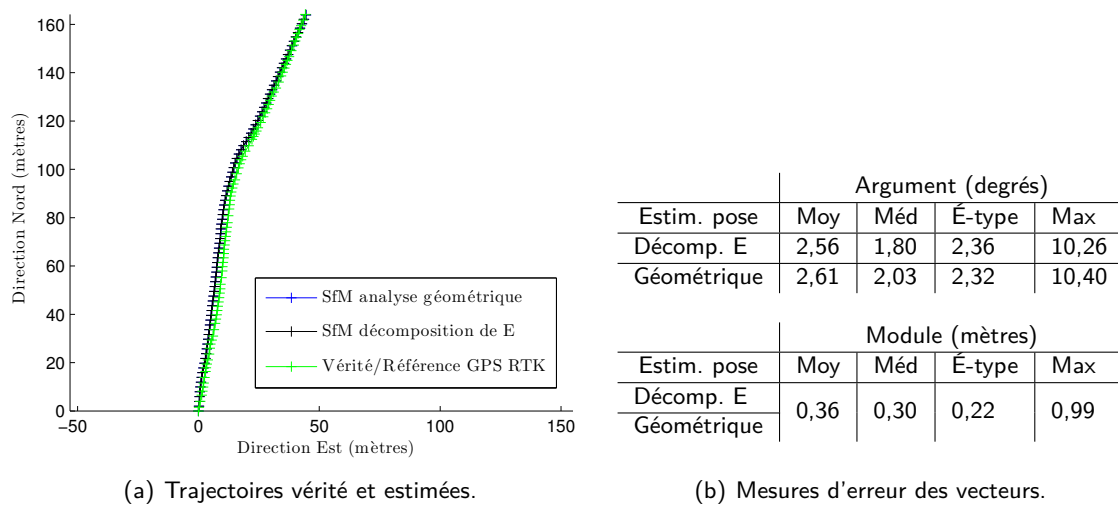 160
140
120
100
80
60
40
20
0
−50
0
50
100
150
Direction Nord (mètres)
Direction Est (mètres)
SfM analyse géométrique
SfM décomposition de E
Vérité/Référence GPS RTK
(a) Trajectoires vérité et estimées.
Argument (degrés)
Estim. pose Moy Méd É-type Max
Décomp. E 2,56 1,80 2,36 10,26
Géométrique 2,61 2,03 2,32 10,40
Module (mètres)
Estim. pose Moy Méd É-type Max
Décomp. E
0,36 0,30 0,22 0,99
Géométrique
(b) Mesures d'erreur des vecteurs.